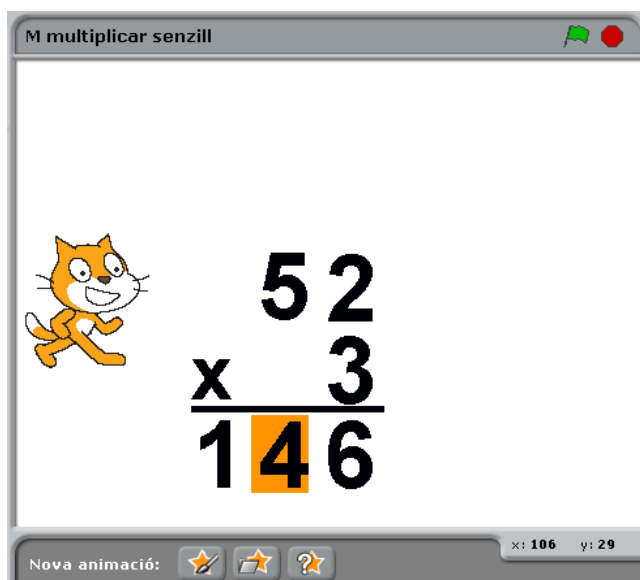 M multiplicar senzill
52
x 3
146
x: 106 y: 29
Nova animació: